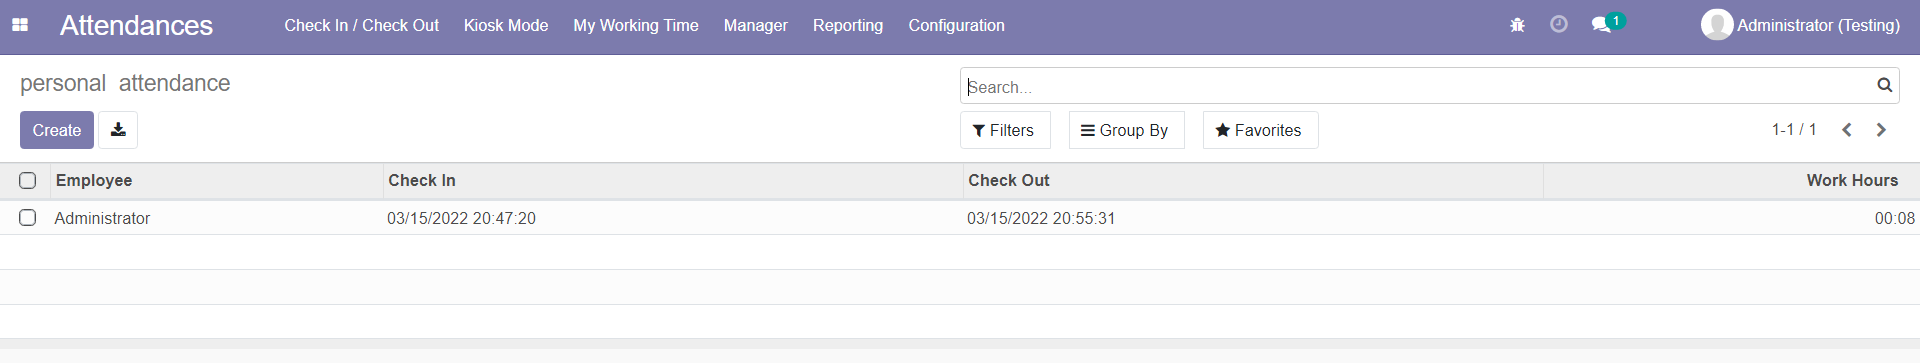 Attendances Check In / Check Out Kiosk Mode My Working Time Manager Reporting Configuration 1 Administrator (Testing)
personal attendance Search...
Create Filters Group By Favorites 1-1 / 1
Employee Check In Check Out Work Hours
Administrator 03/15/2022 20:47:20 03/15/2022 20:55:31 00:08